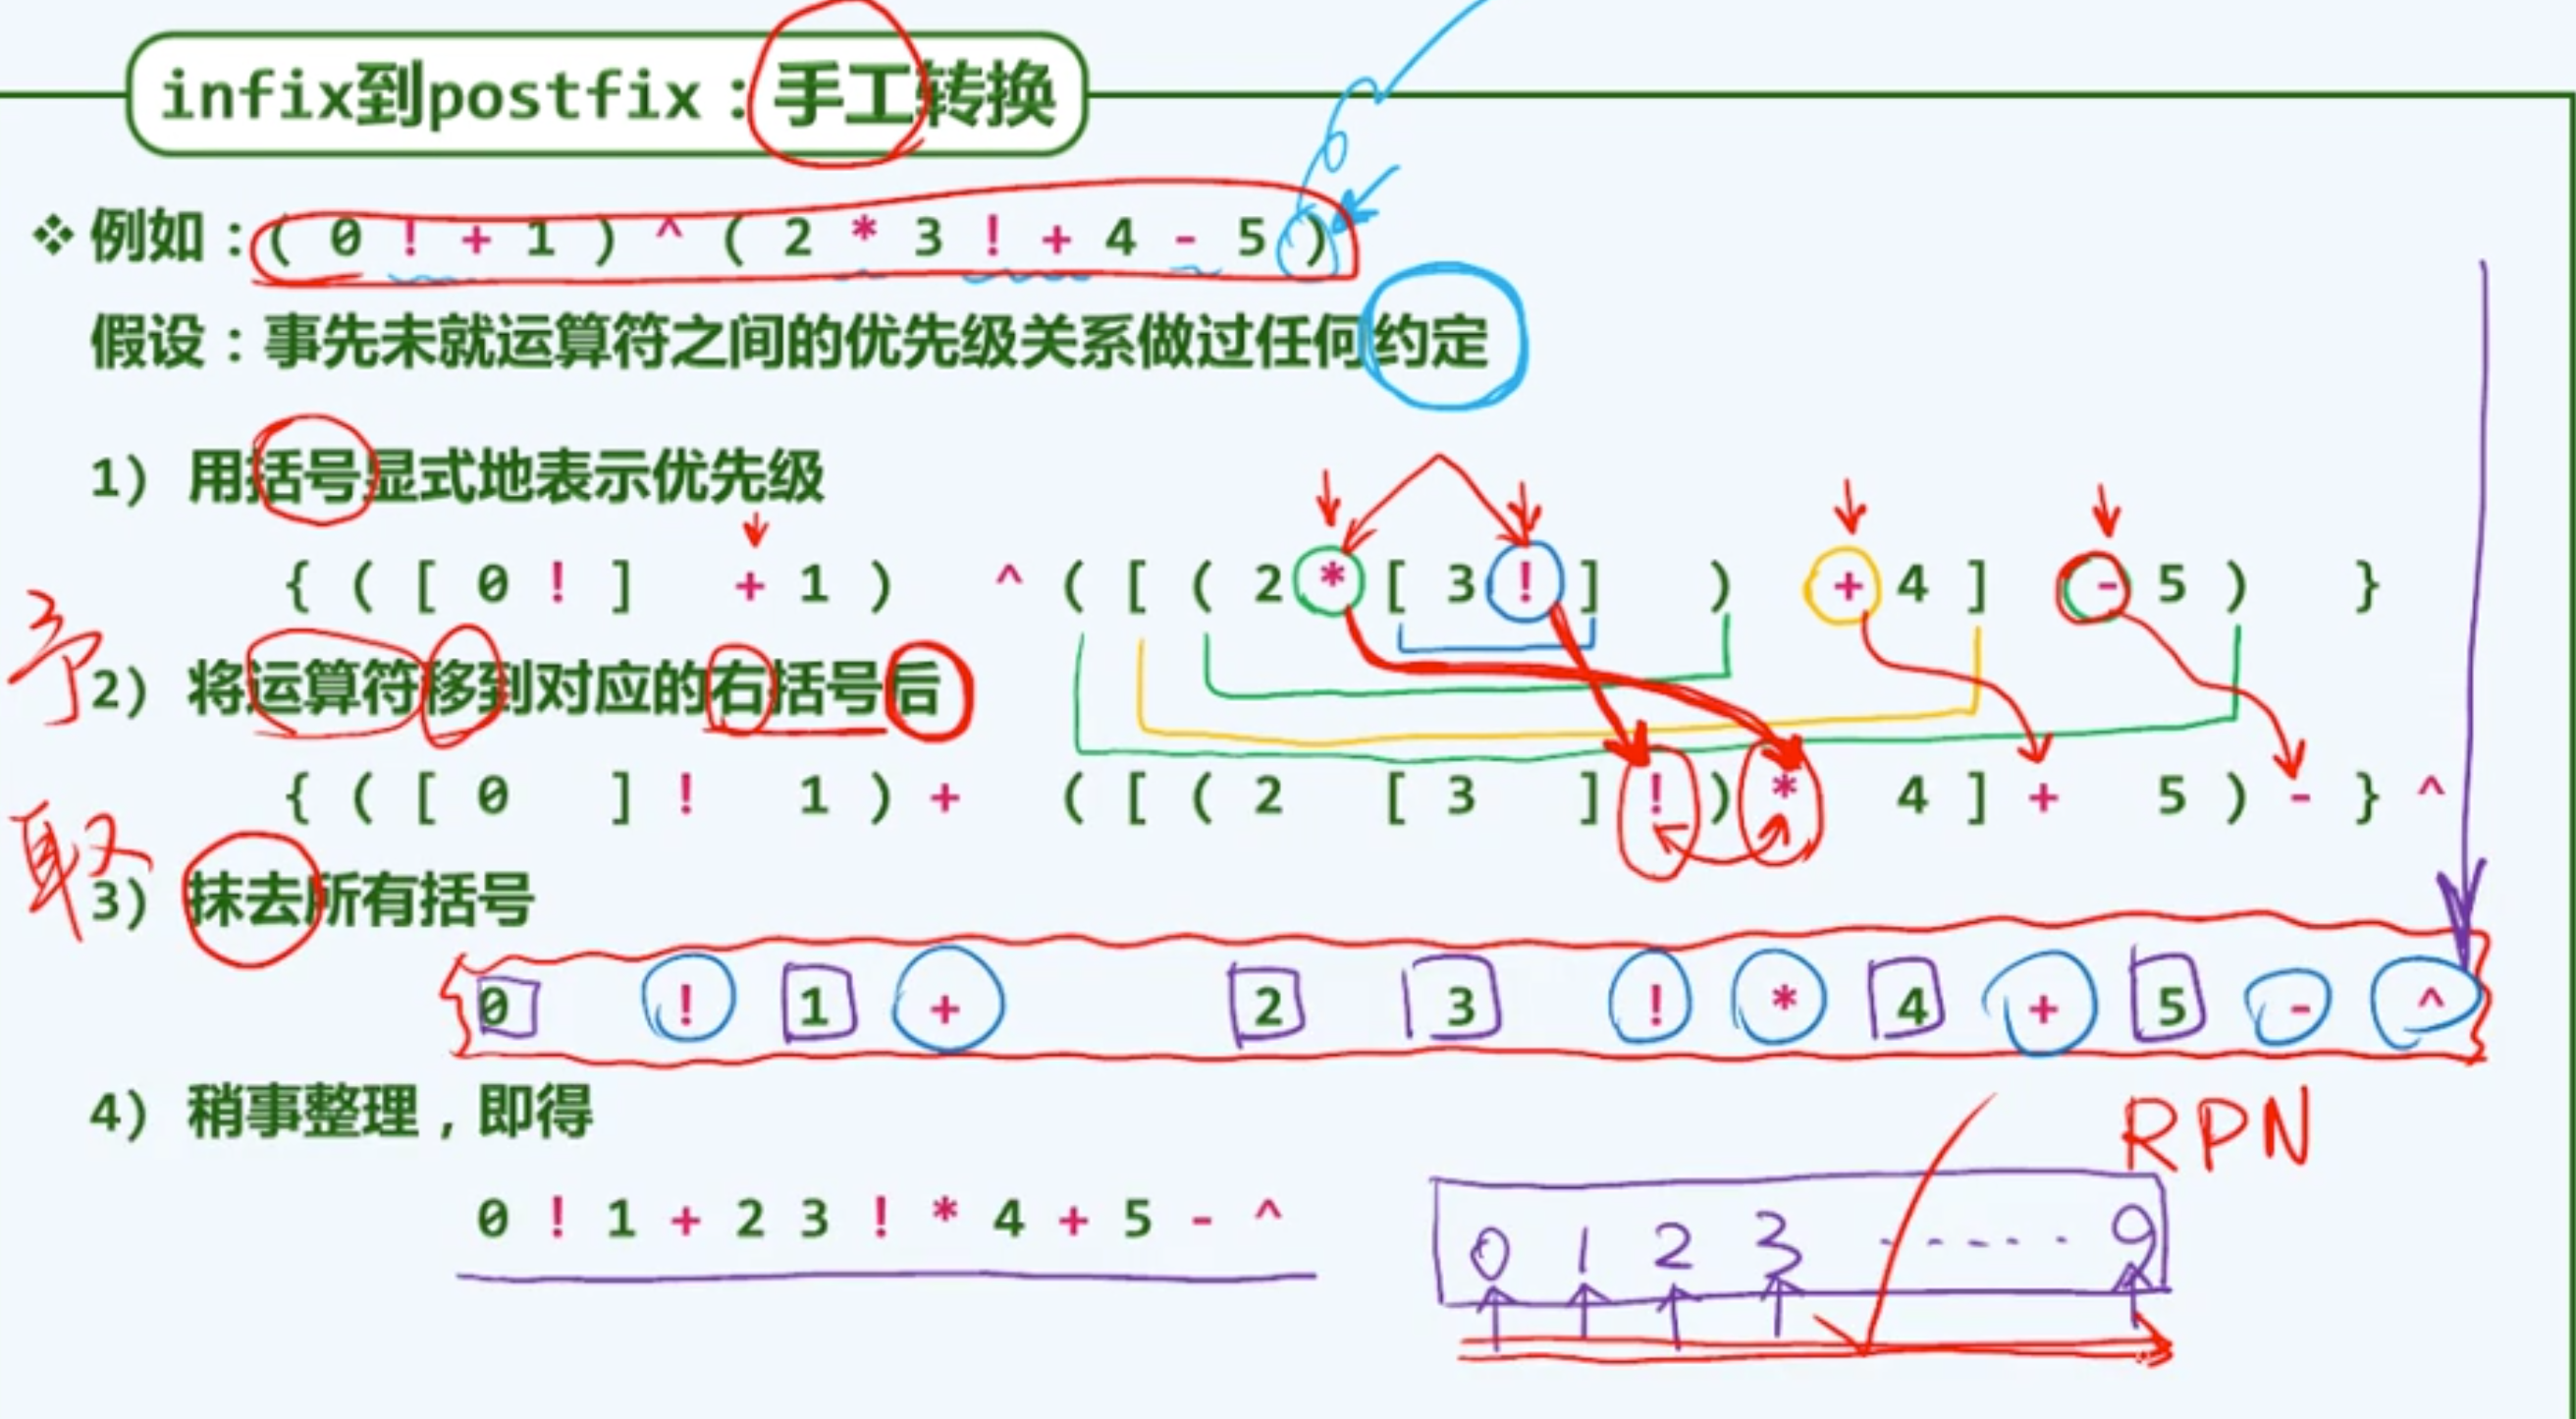 infix到postfix：手工转换
❖ 例如：( 0 ! + 1 ) ^ ( 2 * 3 ! + 4 - 5 )
假设：事先未就运算符之间的优先级关系做过任何约定
1) 用括号显式地表示优先级
{ ( [ 0 ! ] + 1 ) ^ ( [ ( 2 * [ 3 ! ] ) + 4 ] - 5 ) }
予
2) 将运算符移到对应的右括号后
{ ( [ 0 ] ! 1 ) + ( [ ( 2 [ 3 ] ! ) * 4 ] + 5 ) - } ^
取
3) 抹去所有括号
0 ! 1 + 2 3 ! * 4 + 5 - ^
4) 稍事整理，即得
RPN
0 ! 1 + 2 3 ! * 4 + 5 - ^
0 1 2 3 ----- 9